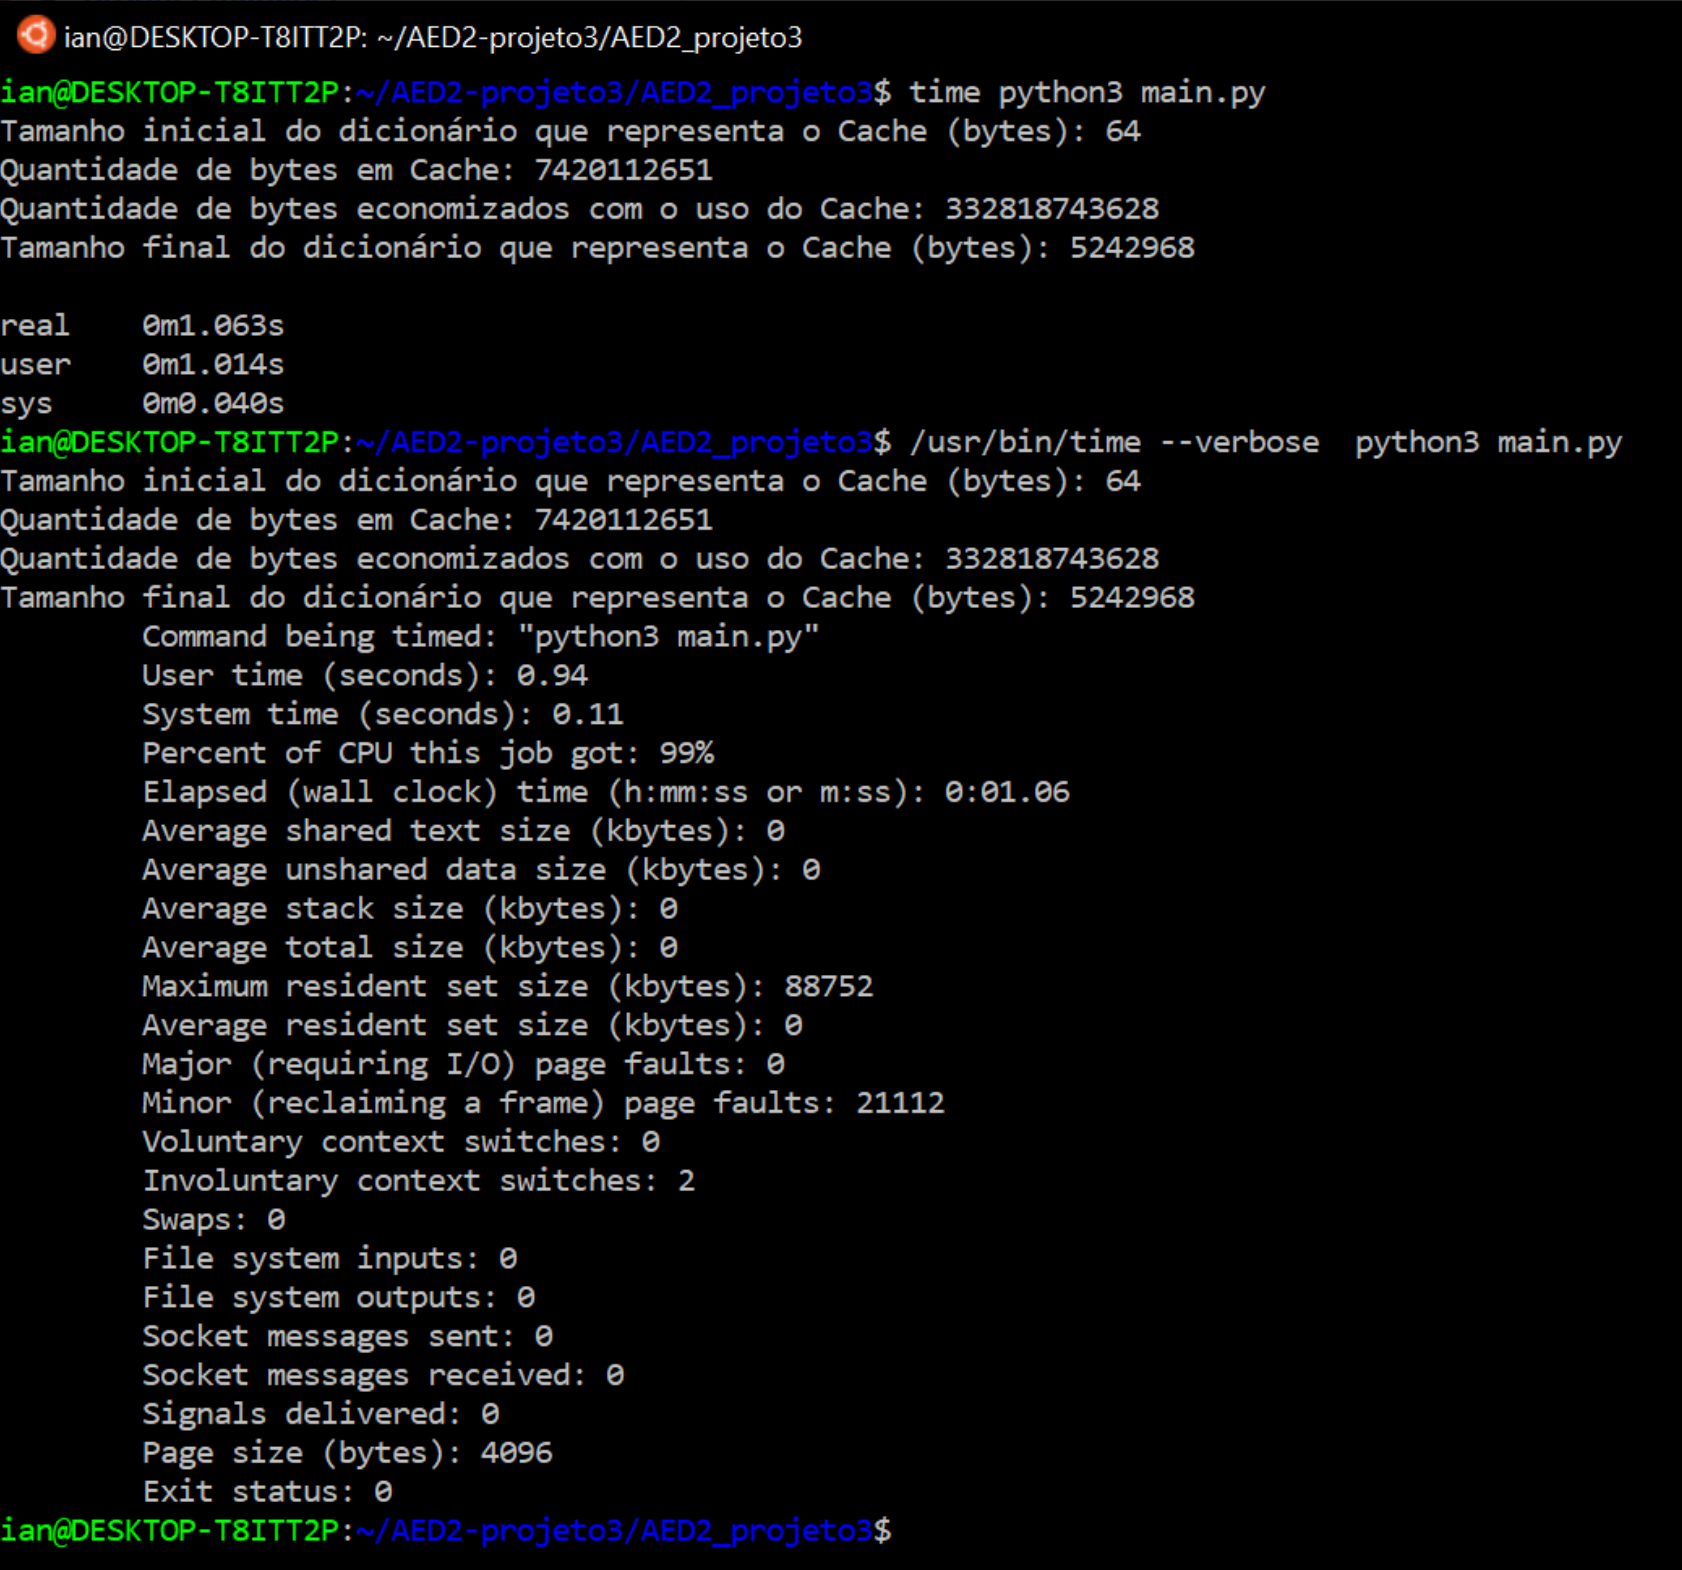 ian@DESKTOP-T8ITT2P: ~/AED2-projeto3/AED2_projeto3
ian@DESKTOP-T8ITT2P:~/AED2-projeto3/AED2_projeto3$ time python3 main.py
Tamanho inicial do dicionário que representa o Cache (bytes): 64
Quantidade de bytes em Cache: 7420112651
Quantidade de bytes economizados com o uso do Cache: 332818743628
Tamanho final do dicionário que representa o Cache (bytes): 5242968
real    0m1.063s
user    0m1.014s
sys     0m0.040s
ian@DESKTOP-T8ITT2P:~/AED2-projeto3/AED2_projeto3$ /usr/bin/time --verbose  python3 main.py
Tamanho inicial do dicionário que representa o Cache (bytes): 64
Quantidade de bytes em Cache: 7420112651
Quantidade de bytes economizados com o uso do Cache: 332818743628
Tamanho final do dicionário que representa o Cache (bytes): 5242968
        Command being timed: "python3 main.py"
        User time (seconds): 0.94
        System time (seconds): 0.11
        Percent of CPU this job got: 99%
        Elapsed (wall clock) time (h:mm:ss or m:ss): 0:01.06
        Average shared text size (kbytes): 0
        Average unshared data size (kbytes): 0
        Average stack size (kbytes): 0
        Average total size (kbytes): 0
        Maximum resident set size (kbytes): 88752
        Average resident set size (kbytes): 0
        Major (requiring I/O) page faults: 0
        Minor (reclaiming a frame) page faults: 21112
        Voluntary context switches: 0
        Involuntary context switches: 2
        Swaps: 0
        File system inputs: 0
        File system outputs: 0
        Socket messages sent: 0
        Socket messages received: 0
        Signals delivered: 0
        Page size (bytes): 4096
        Exit status: 0
ian@DESKTOP-T8ITT2P:~/AED2-projeto3/AED2_projeto3$